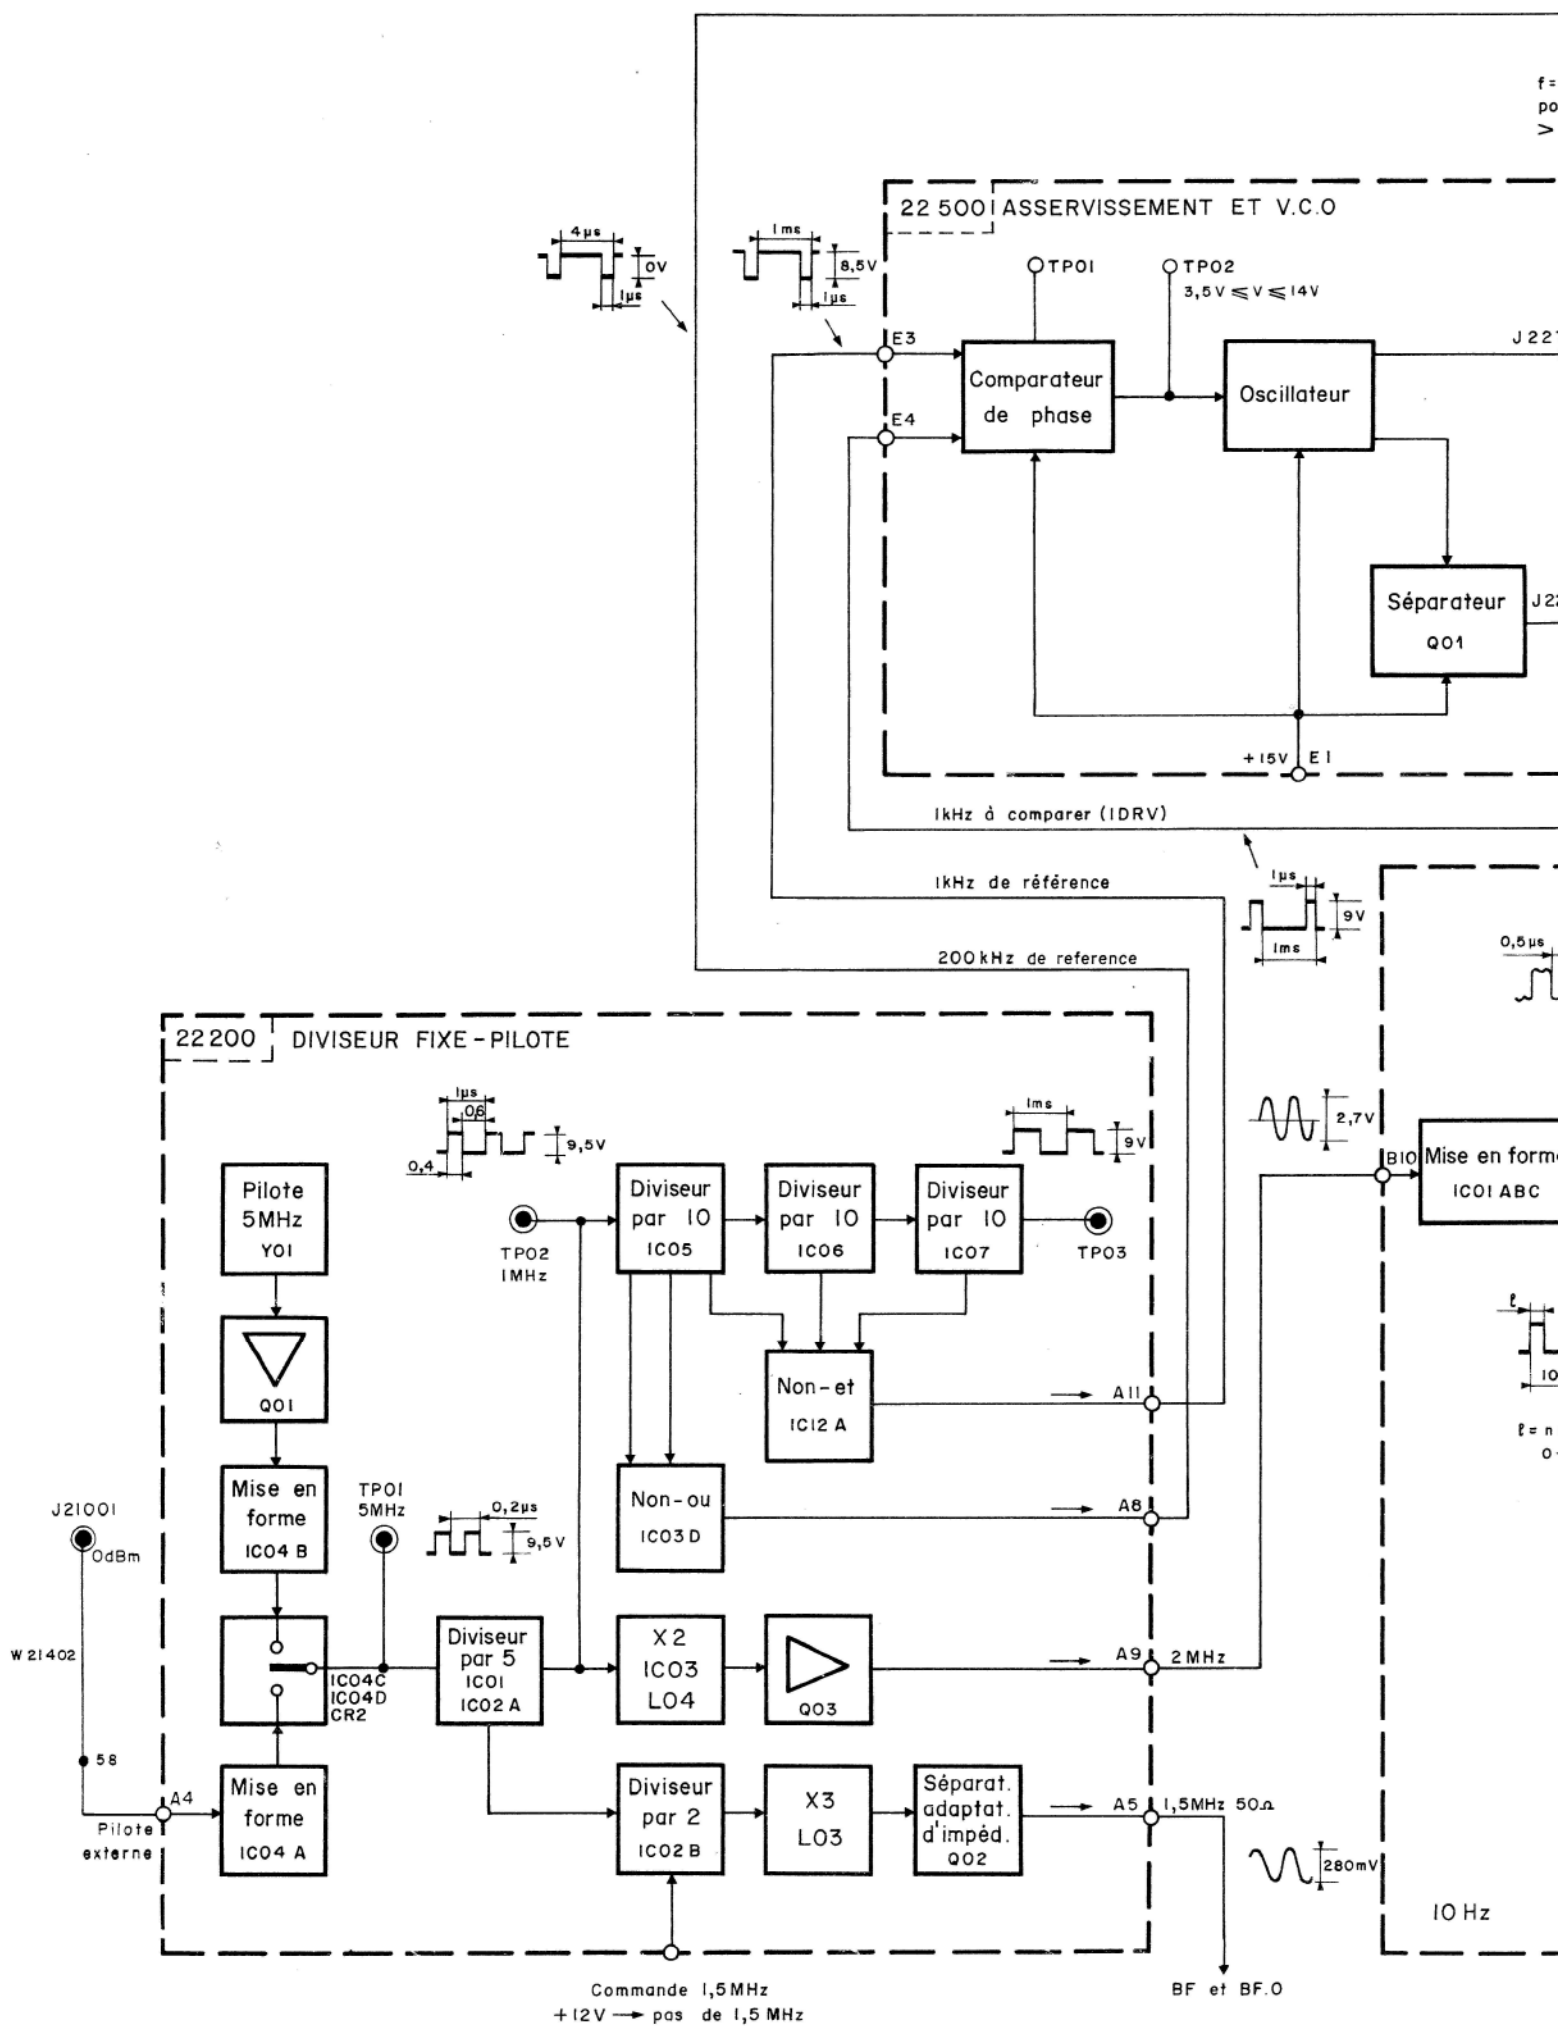 f=
po
>
22 500 ASSERVISSEMENT ET V.C.O
4µs
0V
1µs
1ms
8,5V
1µs
TP01
TP02
3,5V ⩽ V ⩽ 14V
E3
E4
Comparateur
de phase
Oscillateur
J 227
Séparateur
Q01
J22
+15V E1
1kHz à comparer (1DRV)
1kHz de référence
1µs
9V
1ms
200kHz de reference
0,5µs
22200 DIVISEUR FIXE-PILOTE
1µs
0,6
9,5V
0,4
1ms
9V
2,7V
B10
Mise en forme
IC01 ABC
Pilote
5MHz
Y01
TP02
1MHz
Diviseur
par 10
IC05
Diviseur
par 10
IC06
Diviseur
par 10
IC07
TP03
Q01
Non-et
IC12 A
A11
ℓ
10
ℓ= n
0
J21001
0dBm
Mise en
forme
IC04 B
TP01
5MHz
0,2µs
9,5V
Non-ou
IC03 D
A8
W 21402
IC04C
IC04D
CR2
Diviseur
par 5
IC01
IC02 A
X2
IC03
L04
Q03
A9
2MHz
58
A4
Pilote
externe
Mise en
forme
IC04 A
Diviseur
par 2
IC02 B
X3
L03
Séparat.
adaptat.
d'impéd.
Q02
A5
1,5MHz 50Ω
280mV
10 Hz
Commande 1,5MHz
+12V → pas de 1,5 MHz
BF et BF.O